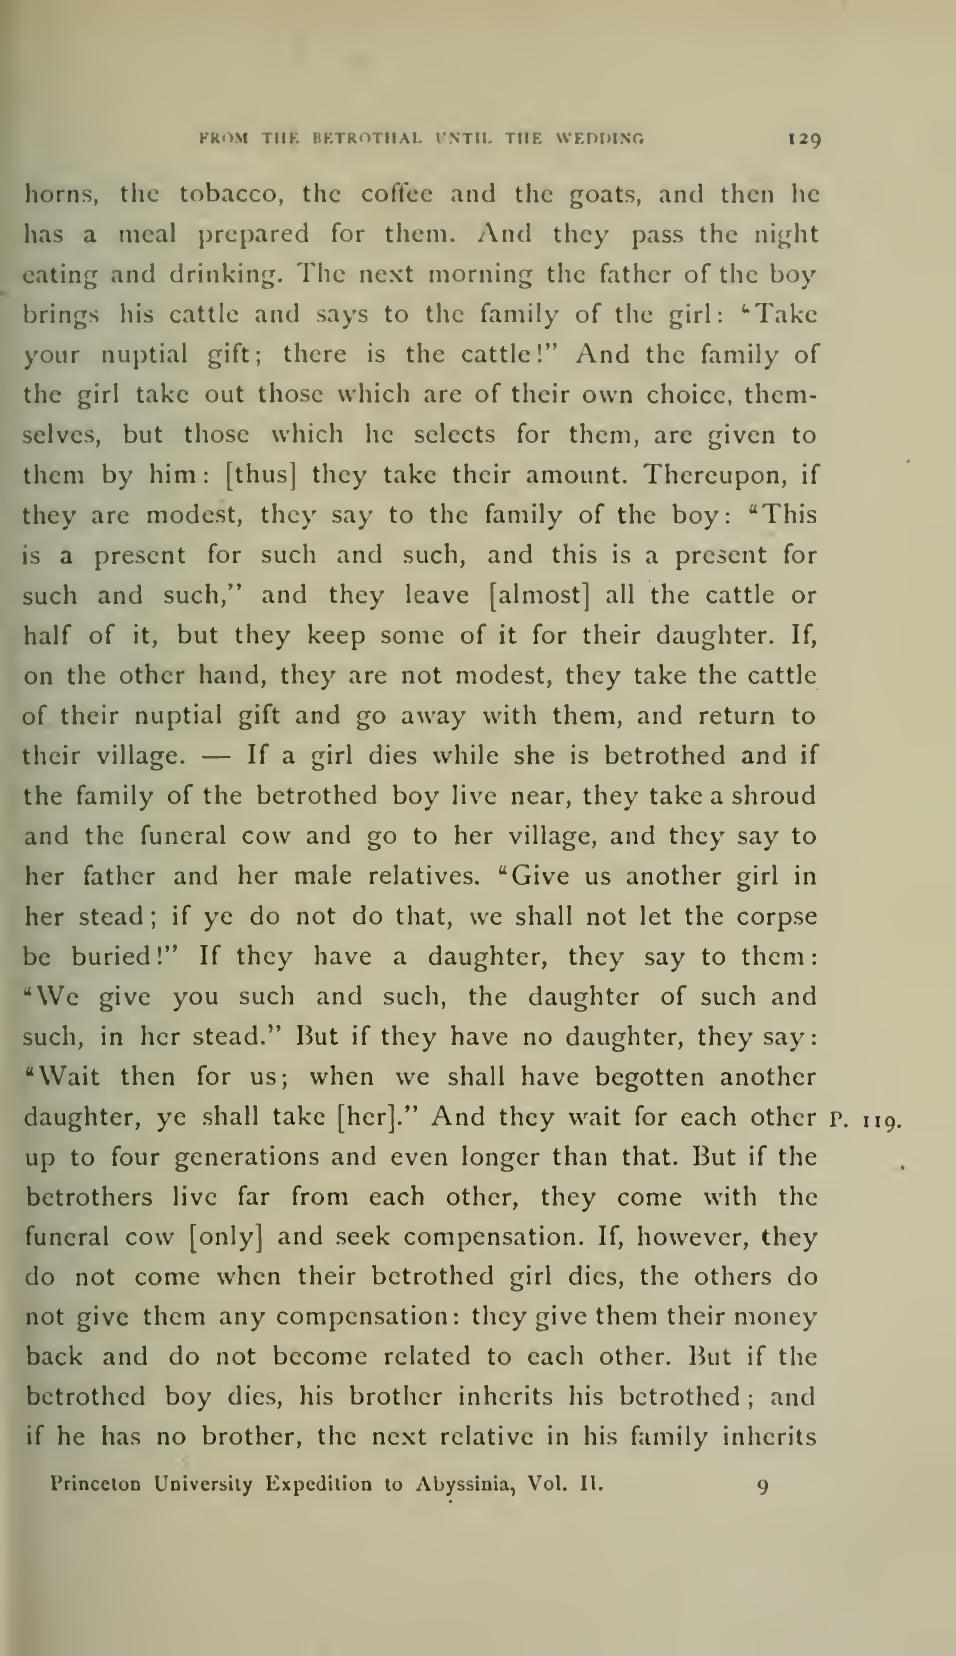 FROM THE BETROTHAL UNTIL THE WEDDING 129
horns, the tobacco, the coffee and the goats, and then he
has a meal prepared for them. And they pass the night
eating and drinking. The next morning the father of the boy
brings his cattle and says to the family of the girl: “Take
your nuptial gift; there is the cattle!” And the family of
the girl take out those which are of their own choice, them-
selves, but those which he selects for them, are given to
them by him: [thus] they take their amount. Thereupon, if
they are modest, they say to the family of the boy: “This
is a present for such and such, and this is a present for
such and such,” and they leave [almost] all the cattle or
half of it, but they keep some of it for their daughter. If,
on the other hand, they are not modest, they take the cattle
of their nuptial gift and go away with them, and return to
their village. — If a girl dies while she is betrothed and if
the family of the betrothed boy live near, they take a shroud
and the funeral cow and go to her village, and they say to
her father and her male relatives. “Give us another girl in
her stead; if ye do not do that, we shall not let the corpse
be buried!” If they have a daughter, they say to them:
“We give you such and such, the daughter of such and
such, in her stead.” But if they have no daughter, they say:
“Wait then for us; when we shall have begotten another
daughter, ye shall take [her].” And they wait for each other P. 119.
up to four generations and even longer than that. But if the
betrothers live far from each other, they come with the
funeral cow [only] and seek compensation. If, however, they
do not come when their betrothed girl dies, the others do
not give them any compensation: they give them their money
back and do not become related to each other. But if the
betrothed boy dies, his brother inherits his betrothed; and
if he has no brother, the next relative in his family inherits
Princeton University Expedition to Abyssinia, Vol. II. 9